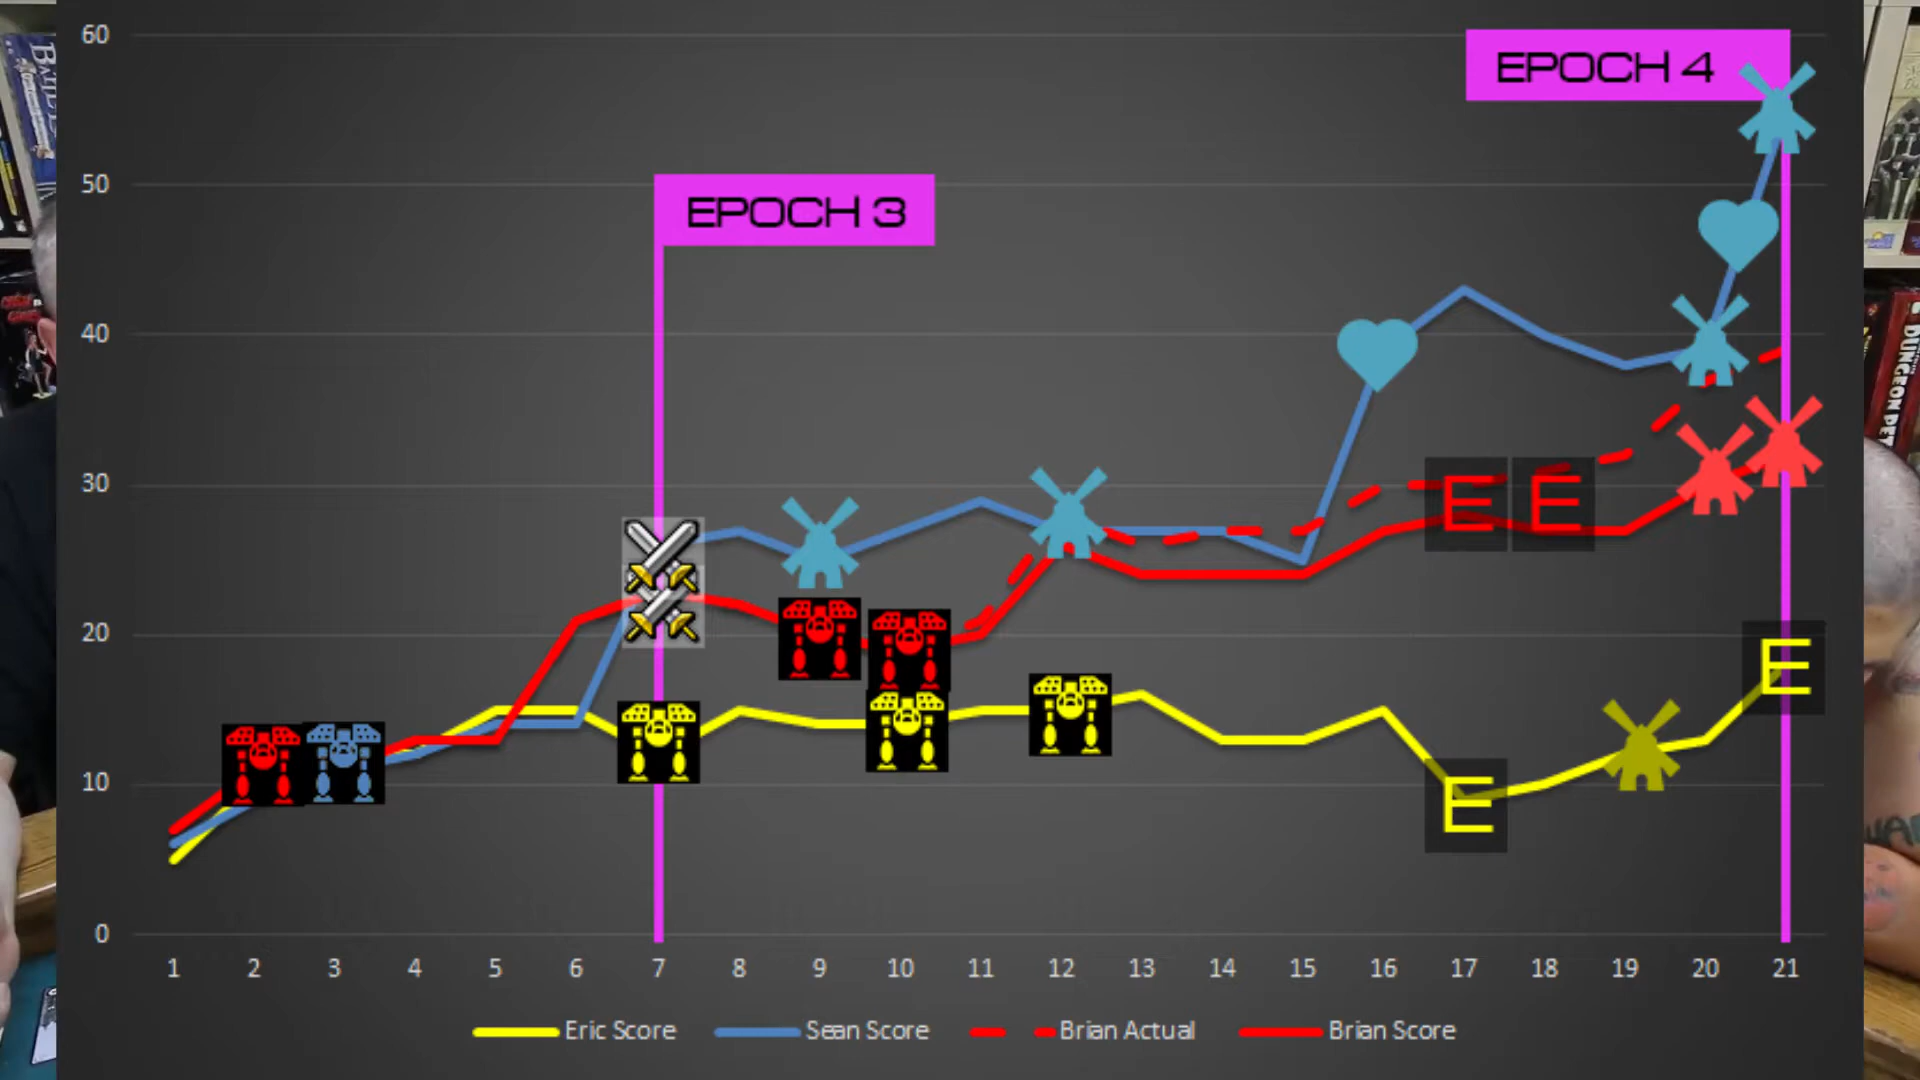 60
50
40
30
20
10
0
EPOCH 4
EPOCH 3
E E
E
E
1 2 3 4 5 6 7 8 9 10 11 12 13 14 15 16 17 18 19 20 21
Eric Score Sean Score Brian Actual Brian Score
DUNGEON PET